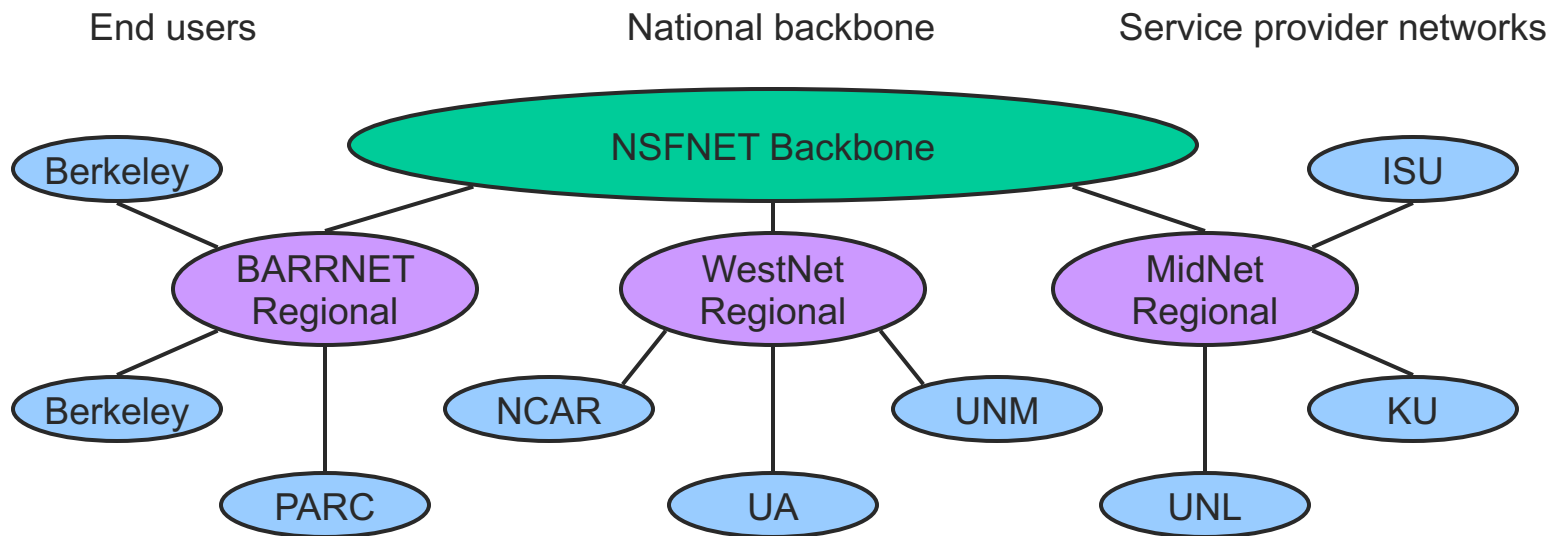 End users
National backbone
Service provider networks
NSFNET Backbone
Berkeley
ISU
BARRNET
Regional
WestNet
Regional
MidNet
Regional
Berkeley
NCAR
UNM
KU
PARC
UA
UNL